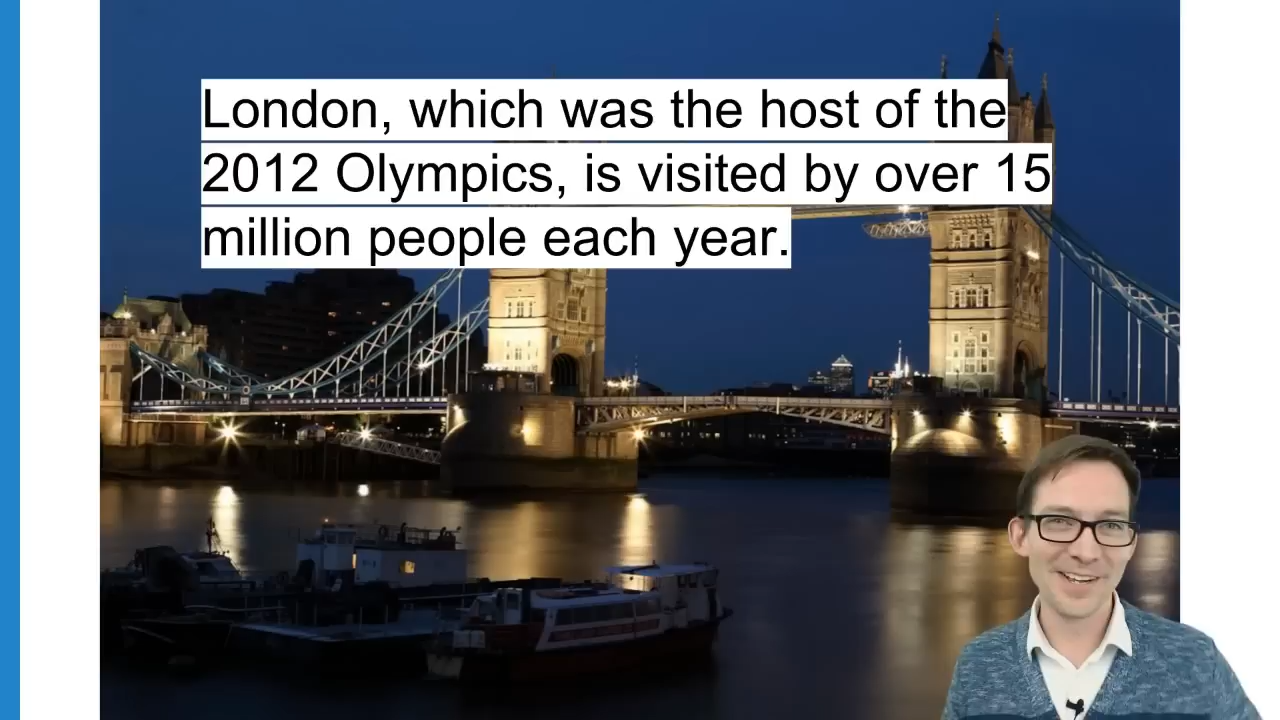 London, which was the host of the
2012 Olympics, is visited by over 15
million people each year.